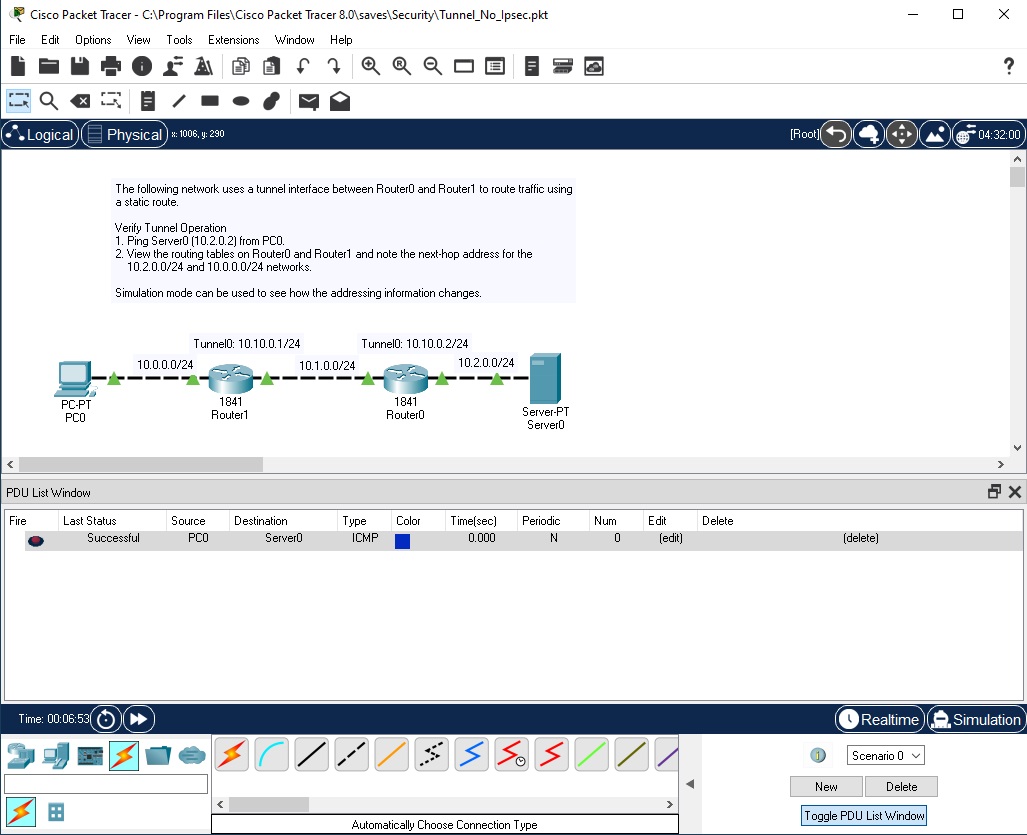 Cisco Packet Tracer - C:\Program Files\Cisco Packet Tracer 8.0\saves\Security\Tunnel_No_Ipsec.pkt
File Edit Options View Tools Extensions Window Help
Logical Physical x: 1006, y: 290 [Root] 04:32:00
The following network uses a tunnel interface between Router0 and Router1 to route traffic using
a static route.
Verify Tunnel Operation
1. Ping Server0 (10.2.0.2) from PC0.
2. View the routing tables on Router0 and Router1 and note the next-hop address for the
10.2.0.0/24 and 10.0.0.0/24 networks.
Simulation mode can be used to see how the addressing information changes.
Tunnel0: 10.10.0.1/24 Tunnel0: 10.10.0.2/24
10.0.0.0/24 10.1.0.0/24 10.2.0.0/24
PC-PT
PC0
1841
Router1
1841
Router0
Server-PT
Server0
PDU List Window
Fire Last Status Source Destination Type Color Time(sec) Periodic Num Edit Delete
Successful PC0 Server0 ICMP 0.000 N 0 (edit) (delete)
Time: 00:06:53 Realtime Simulation
Scenario 0
New Delete
Toggle PDU List Window
Automatically Choose Connection Type